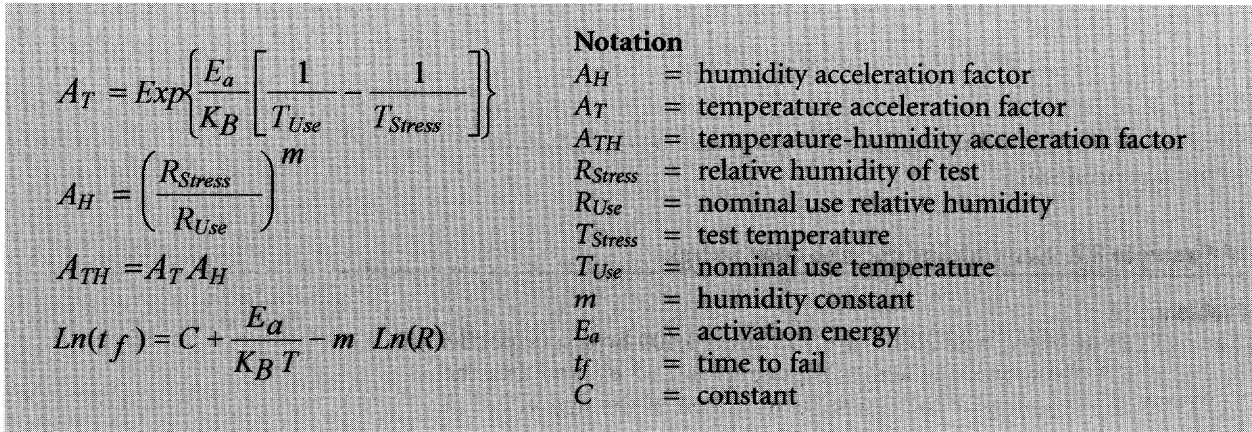 A_T = Exp{E_a/K_B [1/T_Use − 1/T_Stress]}
A_H = (R_Stress/R_Use)^m
A_TH = A_T A_H
Ln(t_f) = C + E_a/(K_B T) − m Ln(R)
Notation
A_H = humidity acceleration factor
A_T = temperature acceleration factor
A_TH = temperature-humidity acceleration factor
R_Stress = relative humidity of test
R_Use = nominal use relative humidity
T_Stress = test temperature
T_Use = nominal use temperature
m = humidity constant
E_a = activation energy
t_f = time to fail
C = constant